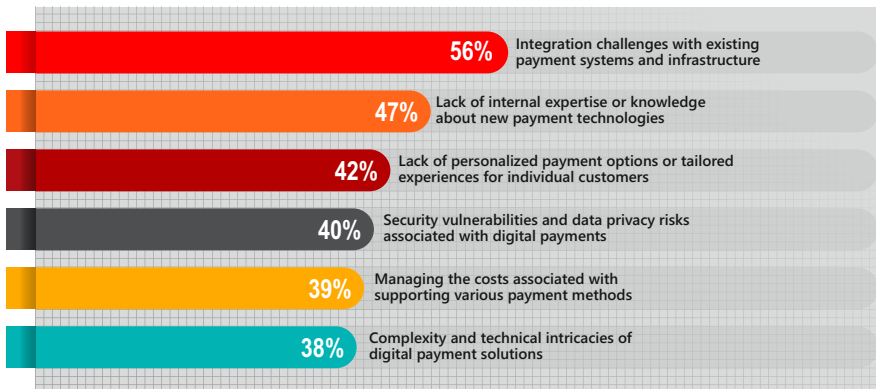 56%
Integration challenges with existing
payment systems and infrastructure
47%
Lack of internal expertise or knowledge
about new payment technologies
42%
Lack of personalized payment options or tailored
experiences for individual customers
40%
Security vulnerabilities and data privacy risks
associated with digital payments
39%
Managing the costs associated with
supporting various payment methods
38%
Complexity and technical intricacies of
digital payment solutions